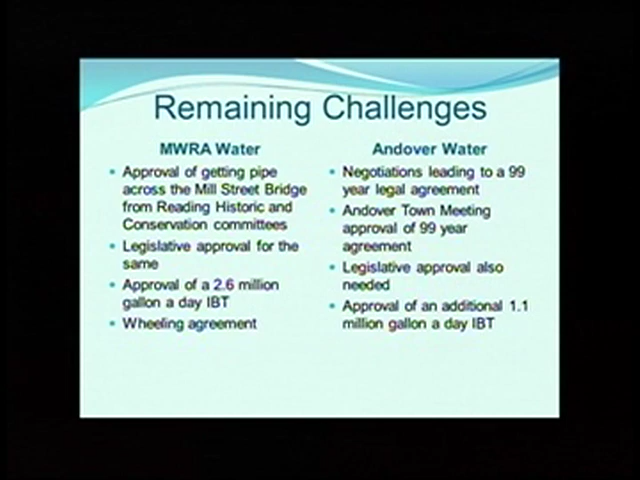 Remaining Challenges
MWRA Water
Approval of getting pipe
across the Mill Street Bridge
from Reading Historic and
Conservation committees
Legislative approval for the
same
Approval of a 2.6 million
gallon a day IBT
Wheeling agreement
Andover Water
Negotiations leading to a 99
year legal agreement
Andover Town Meeting
approval of 99 year
agreement
Legislative approval also
needed
Approval of an additional 1.1
million gallon a day IBT